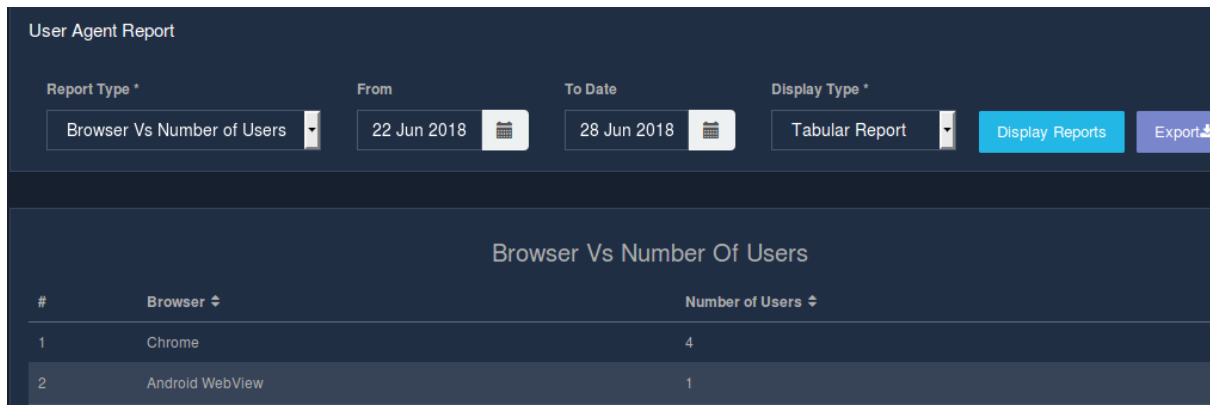 User Agent Report
Report Type * From To Date Display Type *
Browser Vs Number of Users 22 Jun 2018 28 Jun 2018 Tabular Report Display Reports Export
Browser Vs Number Of Users
# Browser Number of Users
1 Chrome 4
2 Android WebView 1